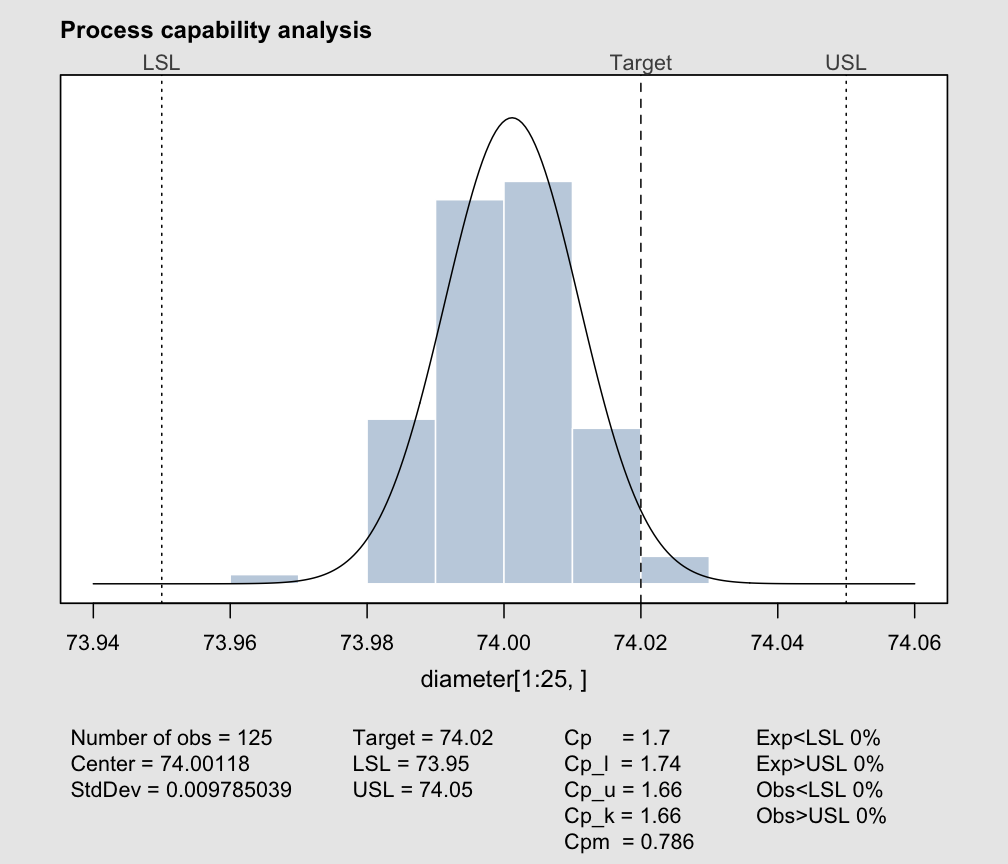 Process capability analysis
LSL Target USL
73.94 73.96 73.98 74.00 74.02 74.04 74.06
diameter[1:25, ]
Number of obs = 125 Target = 74.02 Cp = 1.7 Exp<LSL 0%
Center = 74.00118 LSL = 73.95 Cp_l = 1.74 Exp>USL 0%
StdDev = 0.009785039 USL = 74.05 Cp_u = 1.66 Obs<LSL 0%
Cp_k = 1.66 Obs>USL 0%
Cpm = 0.786